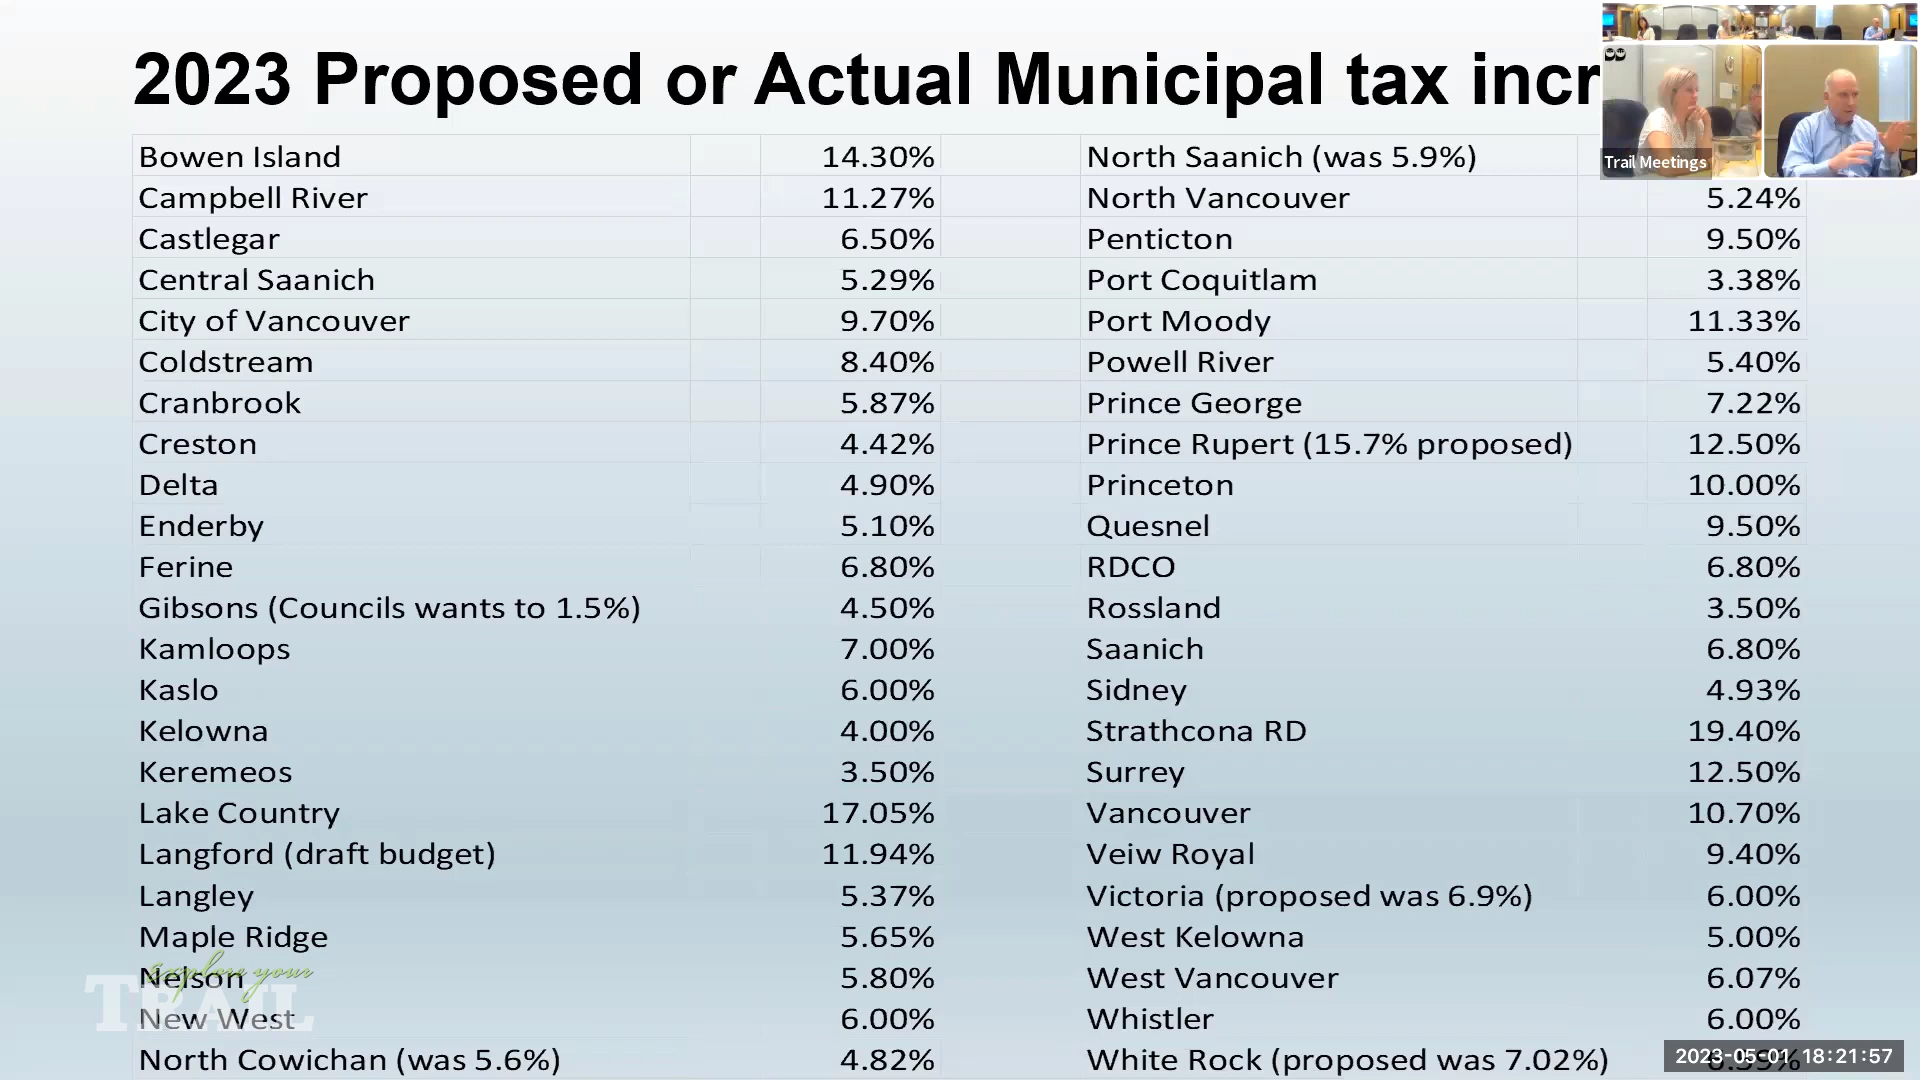 2023 Proposed or Actual Municipal tax incr
Trail Meetings
Bowen Island 14.30% North Saanich (was 5.9%)
Campbell River 11.27% North Vancouver 5.24%
Castlegar 6.50% Penticton 9.50%
Central Saanich 5.29% Port Coquitlam 3.38%
City of Vancouver 9.70% Port Moody 11.33%
Coldstream 8.40% Powell River 5.40%
Cranbrook 5.87% Prince George 7.22%
Creston 4.42% Prince Rupert (15.7% proposed) 12.50%
Delta 4.90% Princeton 10.00%
Enderby 5.10% Quesnel 9.50%
Ferine 6.80% RDCO 6.80%
Gibsons (Councils wants to 1.5%) 4.50% Rossland 3.50%
Kamloops 7.00% Saanich 6.80%
Kaslo 6.00% Sidney 4.93%
Kelowna 4.00% Strathcona RD 19.40%
Keremeos 3.50% Surrey 12.50%
Lake Country 17.05% Vancouver 10.70%
Langford (draft budget) 11.94% Veiw Royal 9.40%
Langley 5.37% Victoria (proposed was 6.9%) 6.00%
Maple Ridge 5.65% West Kelowna 5.00%
Nelson 5.80% West Vancouver 6.07%
New West 6.00% Whistler 6.00%
North Cowichan (was 5.6%) 4.82% White Rock (proposed was 7.02%)
explore your
TRAIL
2023-05-01 18:21:57